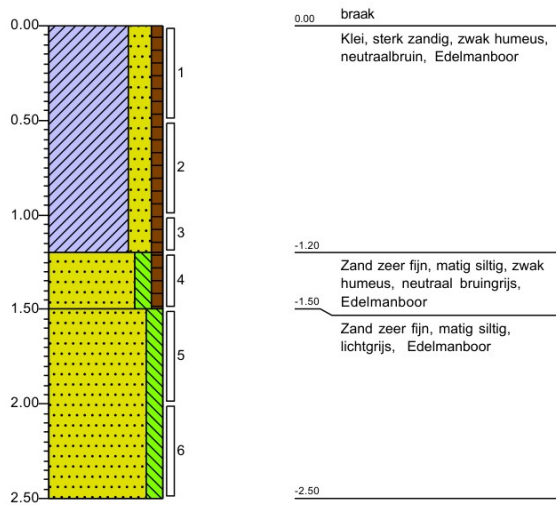 0.00
0.50
1.00
1.50
2.00
2.50
1
2
3
4
5
6
0.00 braak
Klei, sterk zandig, zwak humeus,
neutraalbruin, Edelmanboor
-1.20
Zand zeer fijn, matig siltig, zwak
humeus, neutraal bruingrijs,
Edelmanboor
-1.50
Zand zeer fijn, matig siltig,
lichtgrijs, Edelmanboor
-2.50